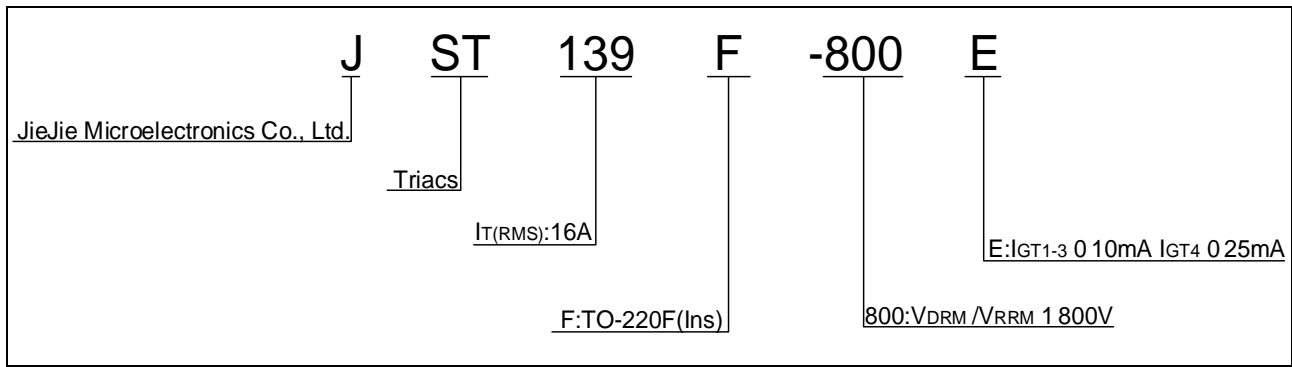 J ST 139 F -800 E
JieJie Microelectronics Co., Ltd.
Triacs
IT(RMS):16A
E:IGT1-3 0 10mA IGT4 0 25mA
F:TO-220F(Ins)
800:VDRM /VRRM 1 800V